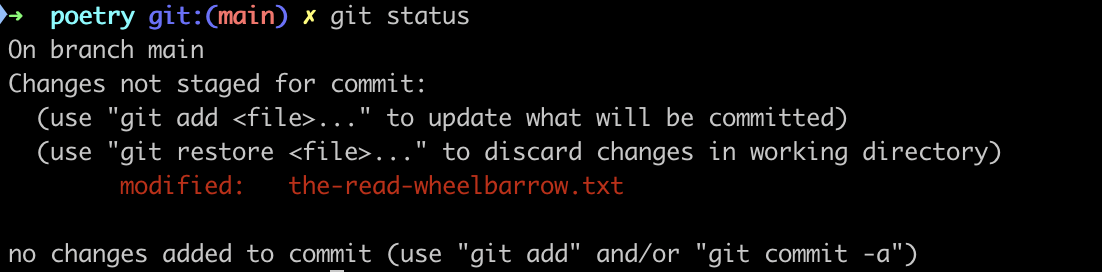 ➜ poetry git:(main) ✗ git status
On branch main
Changes not staged for commit:
(use "git add <file>..." to update what will be committed)
(use "git restore <file>..." to discard changes in working directory)
modified: the-read-wheelbarrow.txt
no changes added to commit (use "git add" and/or "git commit -a")